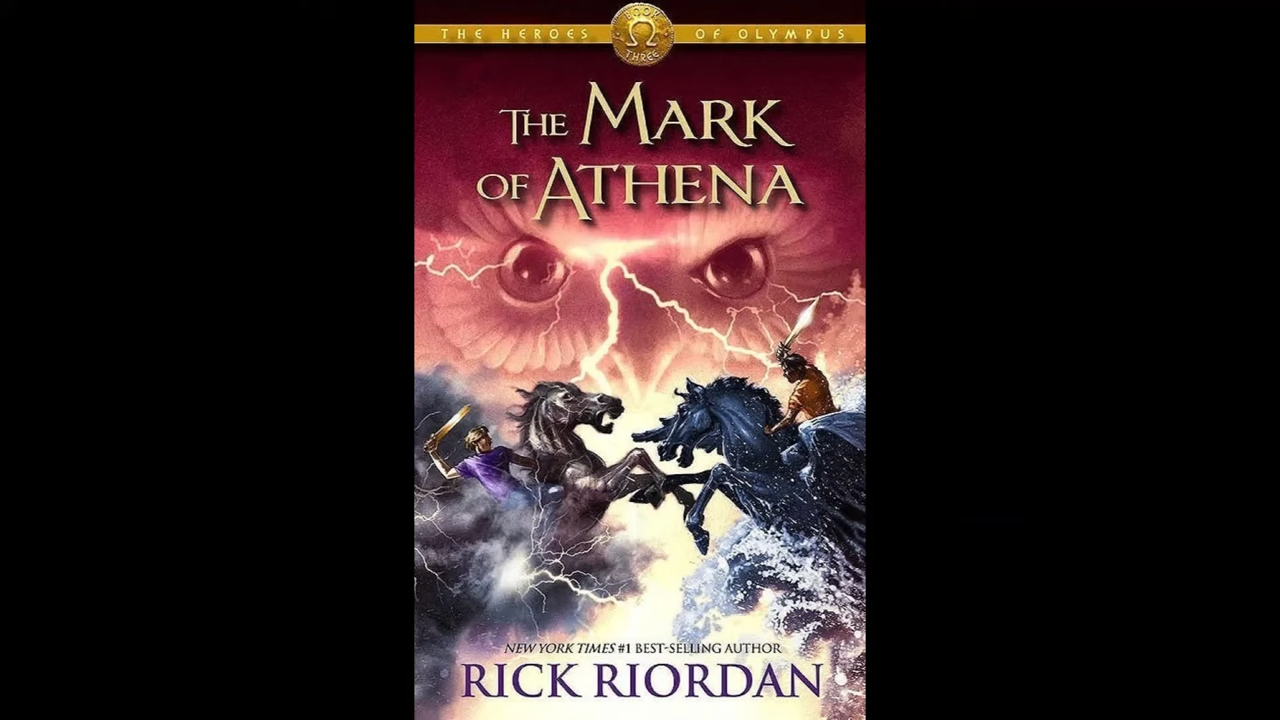 THE HEROES OF OLYMPUS
BOOK
THREE
THE MARK
OF ATHENA
NEW YORK TIMES #1 BEST-SELLING AUTHOR
RICK RIORDAN